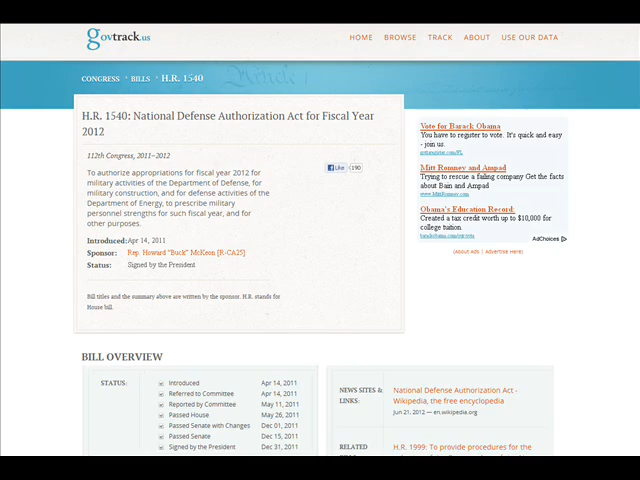 govtrack.us
HOME BROWSE TRACK ABOUT USE OUR DATA
CONGRESS BILLS H.R. 1540
H.R. 1540: National Defense Authorization Act for Fiscal Year
2012
112th Congress, 2011–2012
Like 190
To authorize appropriations for fiscal year 2012 for
military activities of the Department of Defense, for
military construction, and for defense activities of the
Department of Energy, to prescribe military
personnel strengths for such fiscal year, and for
other purposes.
Introduced: Apr 14, 2011
Sponsor: Rep. Howard "Buck" McKeon [R-CA25]
Status: Signed by the President
Bill titles and the summary above are written by the sponsor. H.R. stands for
House bill.
Vote for Barack Obama
You have to register to vote. It's quick and easy
- join us.
gottaregister.com/FL
Mitt Romney and Ampad
Trying to rescue a failing company Get the facts
about Bain and Ampad
www.MittRomney.com
Obama's Education Record:
Created a tax credit worth up to $10,000 for
college tuition.
AdChoices
(About Ads | Advertise Here)
BILL OVERVIEW
STATUS:
Introduced Apr 14, 2011
Referred to Committee Apr 14, 2011
Reported by Committee May 11, 2011
Passed House May 26, 2011
Passed Senate with Changes Dec 01, 2011
Passed Senate Dec 15, 2011
Signed by the President Dec 31, 2011
NEWS SITES &
LINKS:
National Defense Authorization Act -
Wikipedia, the free encyclopedia
Jun 21, 2012 — en.wikipedia.org
RELATED
H.R. 1999: To provide procedures for the